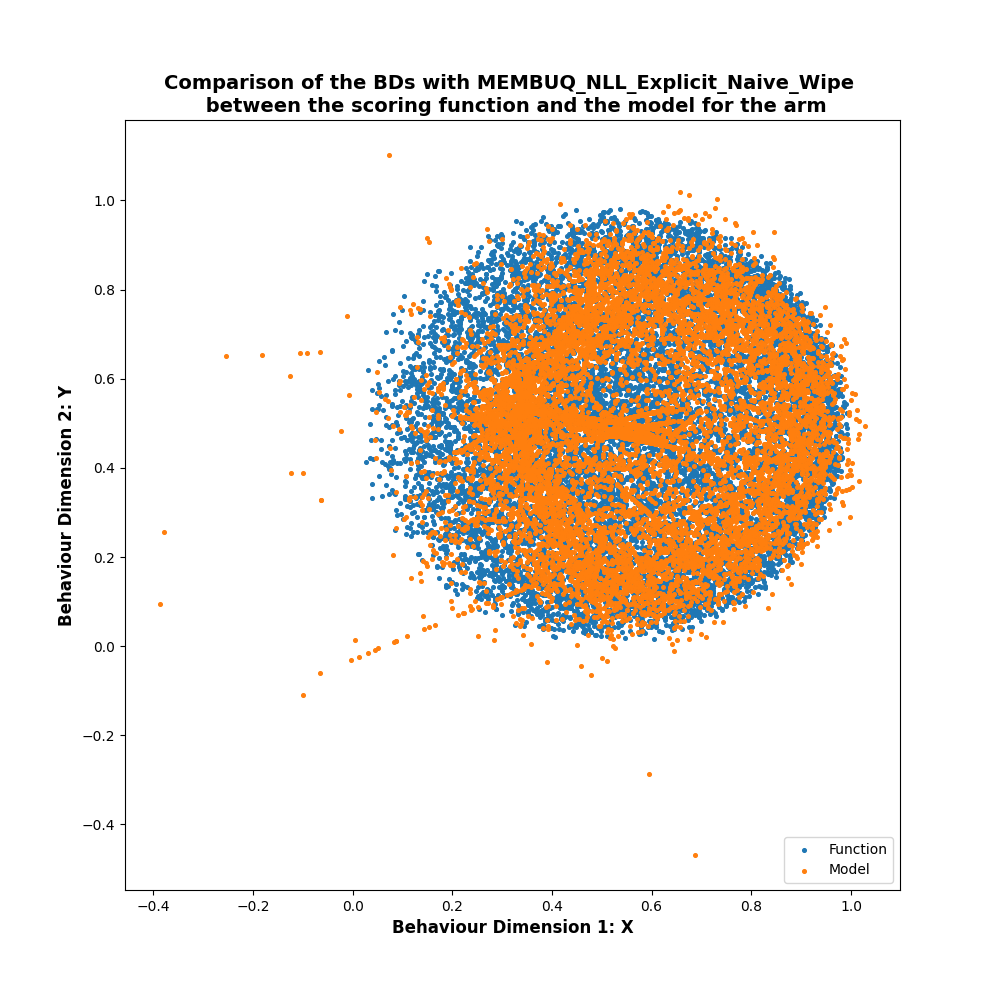 Comparison of the BDs with MEMBUQ_NLL_Explicit_Naive_Wipe
between the scoring function and the model for the arm
1.0
0.8
0.6
0.4
0.2
0.0
−0.2
−0.4
Behaviour Dimension 2: Y
−0.4 −0.2 0.0 0.2 0.4 0.6 0.8 1.0
Behaviour Dimension 1: X
Function
Model